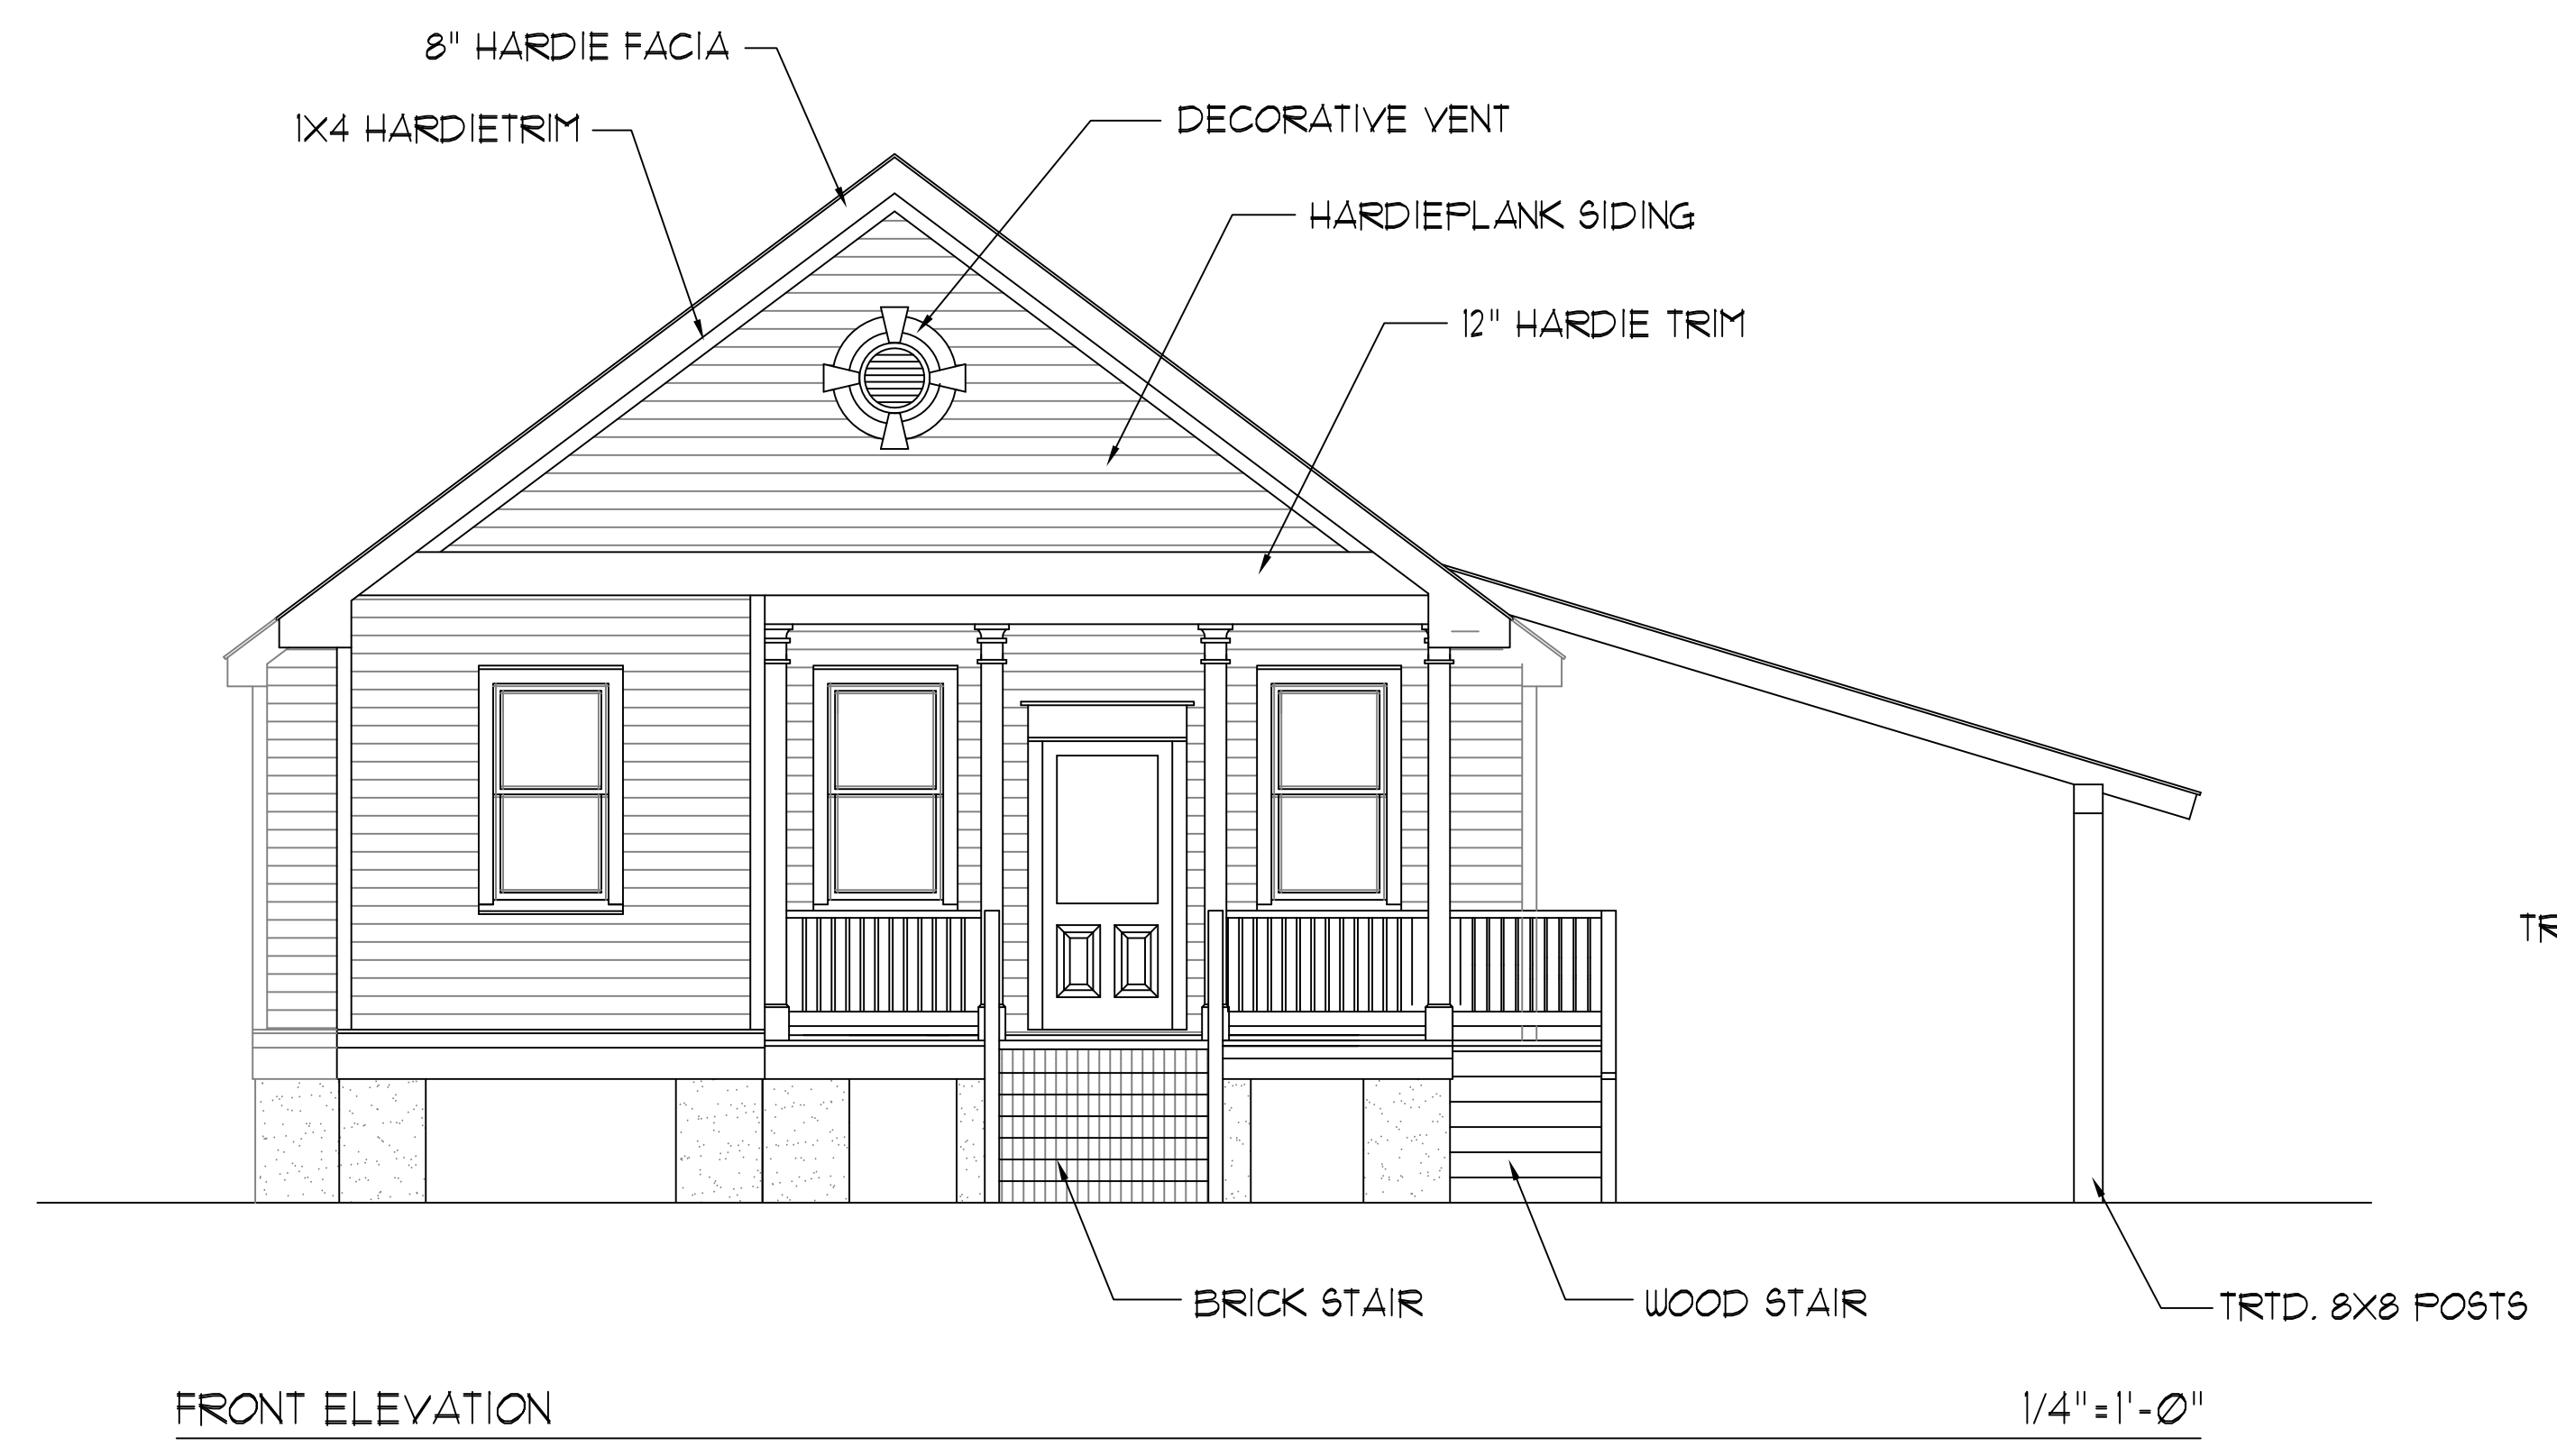 8" HARDIE FACIA
1X4 HARDIETRIM
DECORATIVE VENT
HARDIEPLANK SIDING
12" HARDIE TRIM
BRICK STAIR
WOOD STAIR
TRTD. 8X8 POSTS
FRONT ELEVATION
1/4"=1'-0"